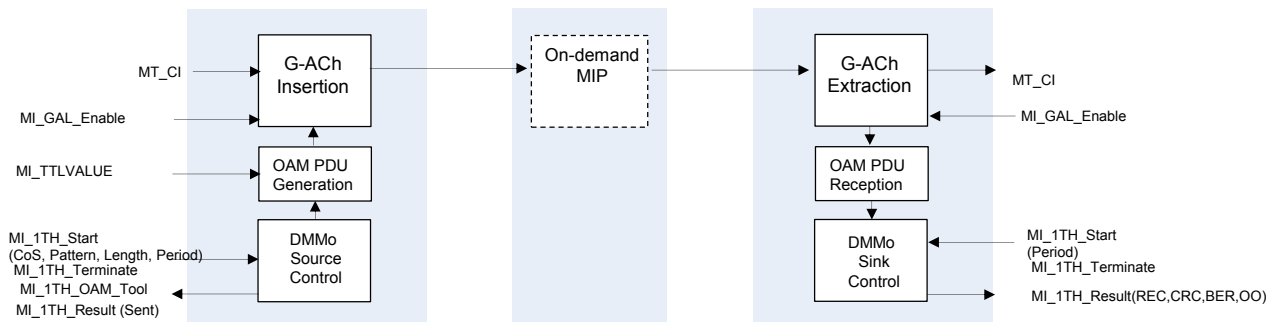 MT_CI
MI_GAL_Enable
MI_TTLVALUE
MI_1TH_Start
(CoS, Pattern, Length, Period)
MI_1TH_Terminate
MI_1TH_OAM_Tool
MI_1TH_Result (Sent)
G-ACh
Insertion
OAM PDU
Generation
DMMo
Source
Control
On-demand
MIP
G-ACh
Extraction
OAM PDU
Reception
DMMo
Sink
Control
MT_CI
MI_GAL_Enable
MI_1TH_Start
(Period)
MI_1TH_Terminate
MI_1TH_Result(REC,CRC,BER,OO)